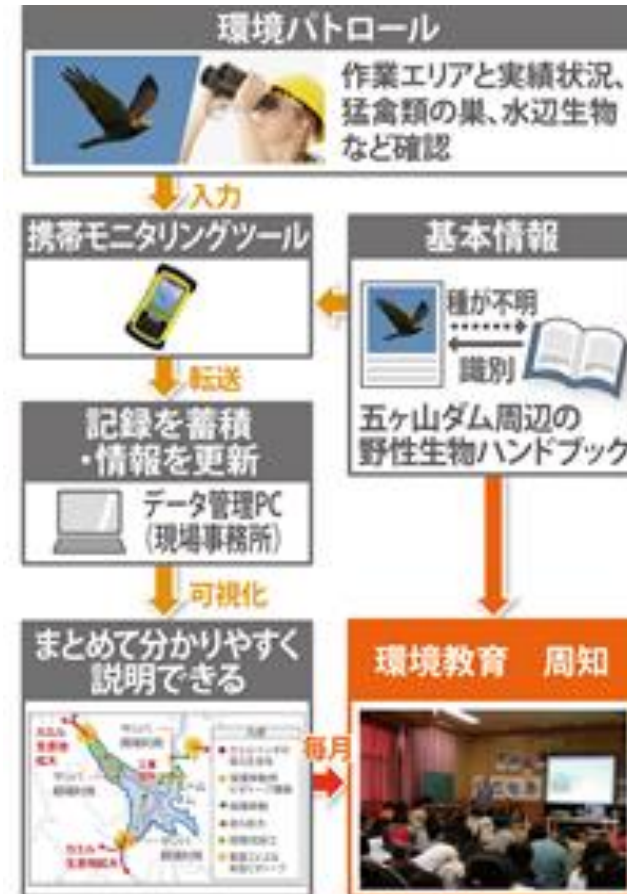 環境パトロール
作業エリアと実績状況、
猛禽類の巣、水辺生物
など確認
入力
携帯モニタリングツール
基本情報
種が不明
識別
五ヶ山ダム周辺の
野性生物ハンドブック
転送
記録を蓄積
・情報を更新
データ管理PC
(現場事務所)
可視化
まとめて分かりやすく
説明できる
毎月
環境教育 周知